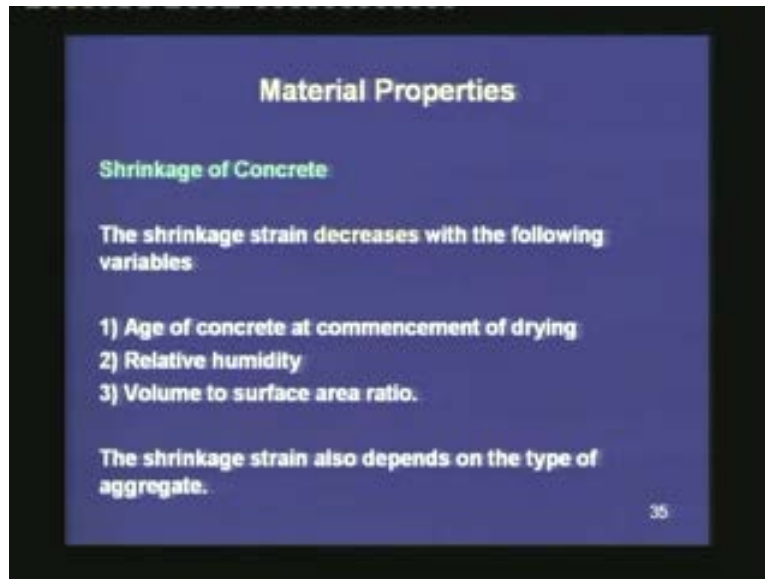 Material Properties
Shrinkage of Concrete
The shrinkage strain decreases with the following
variables
1) Age of concrete at commencement of drying
2) Relative humidity
3) Volume to surface area ratio.
The shrinkage strain also depends on the type of
aggregate.
35